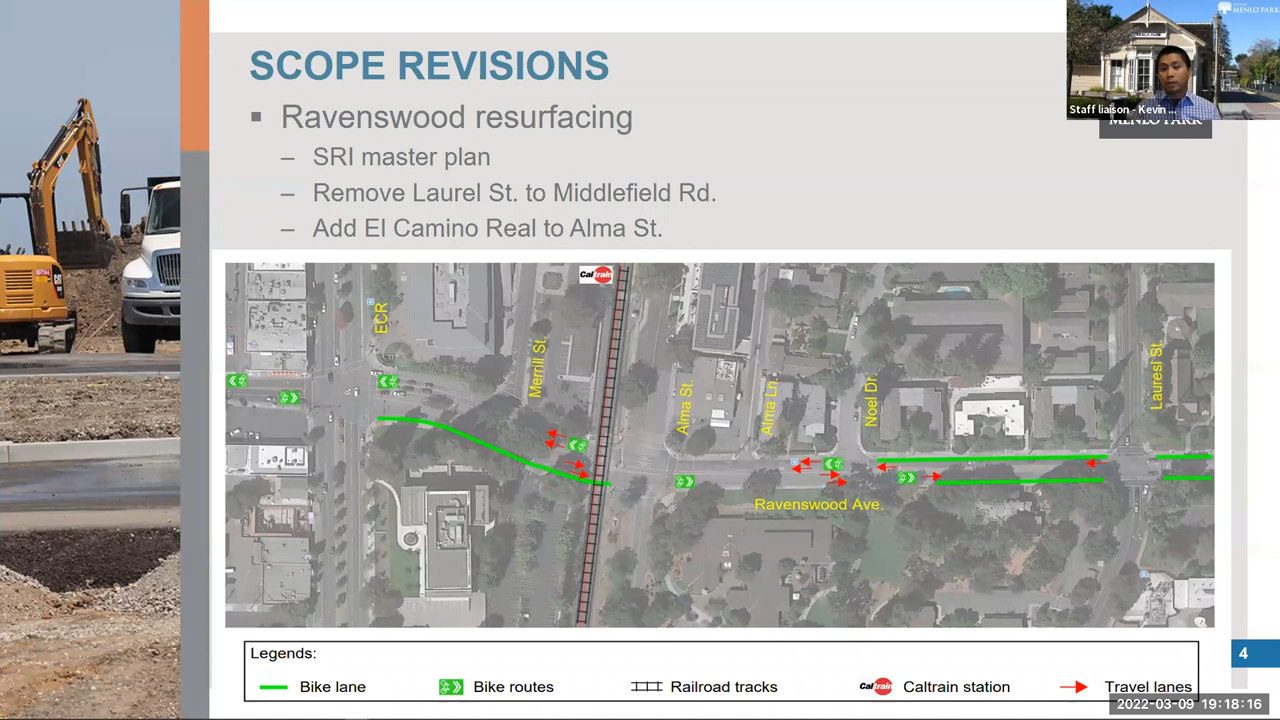 SCOPE REVISIONS
▪ Ravenswood resurfacing
– SRI master plan
– Remove Laurel St. to Middlefield Rd.
– Add El Camino Real to Alma St.
MENLO PARK
Staff liaison - Kevin ...
MENLO PARK
Caltrain
ECR
Merrill St.
Alma St.
Alma Ln.
Noel Dr.
Lauresl St.
Ravenswood Ave.
4
Legends:
Bike lane
Bike routes
Railroad tracks
Caltrain
Caltrain station
Travel lanes
2022-03-09 19:18:16